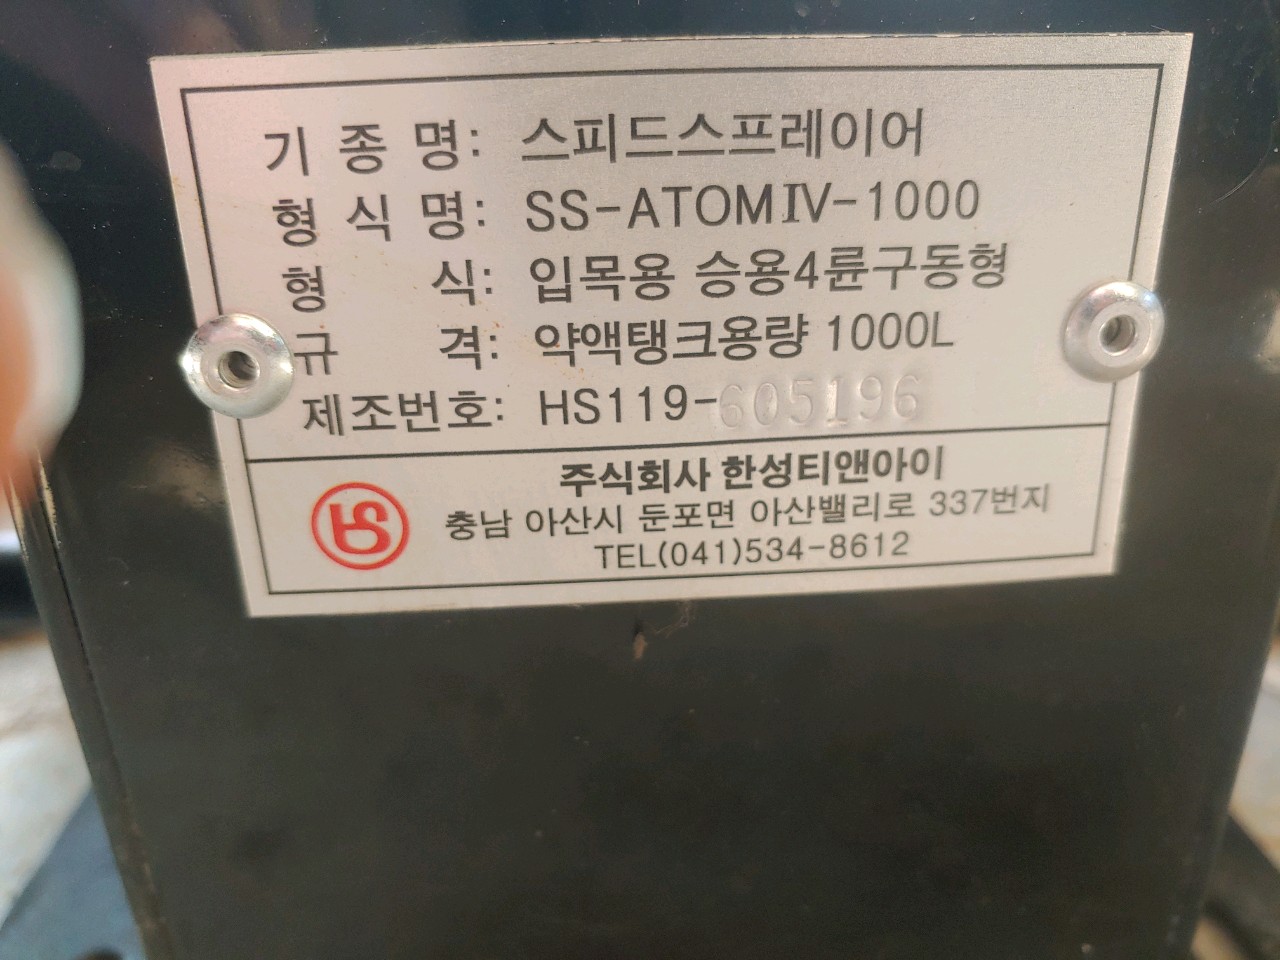 기종명: 스피드스프레이어
형식명: SS-ATOMⅣ-1000
형식: 입목용 승용4륜구동형
규격: 약액탱크용량 1000L
제조번호: HS119-605196
주식회사 한성티앤아이
충남 아산시 둔포면 아산밸리로 337번지
TEL(041)534-8612